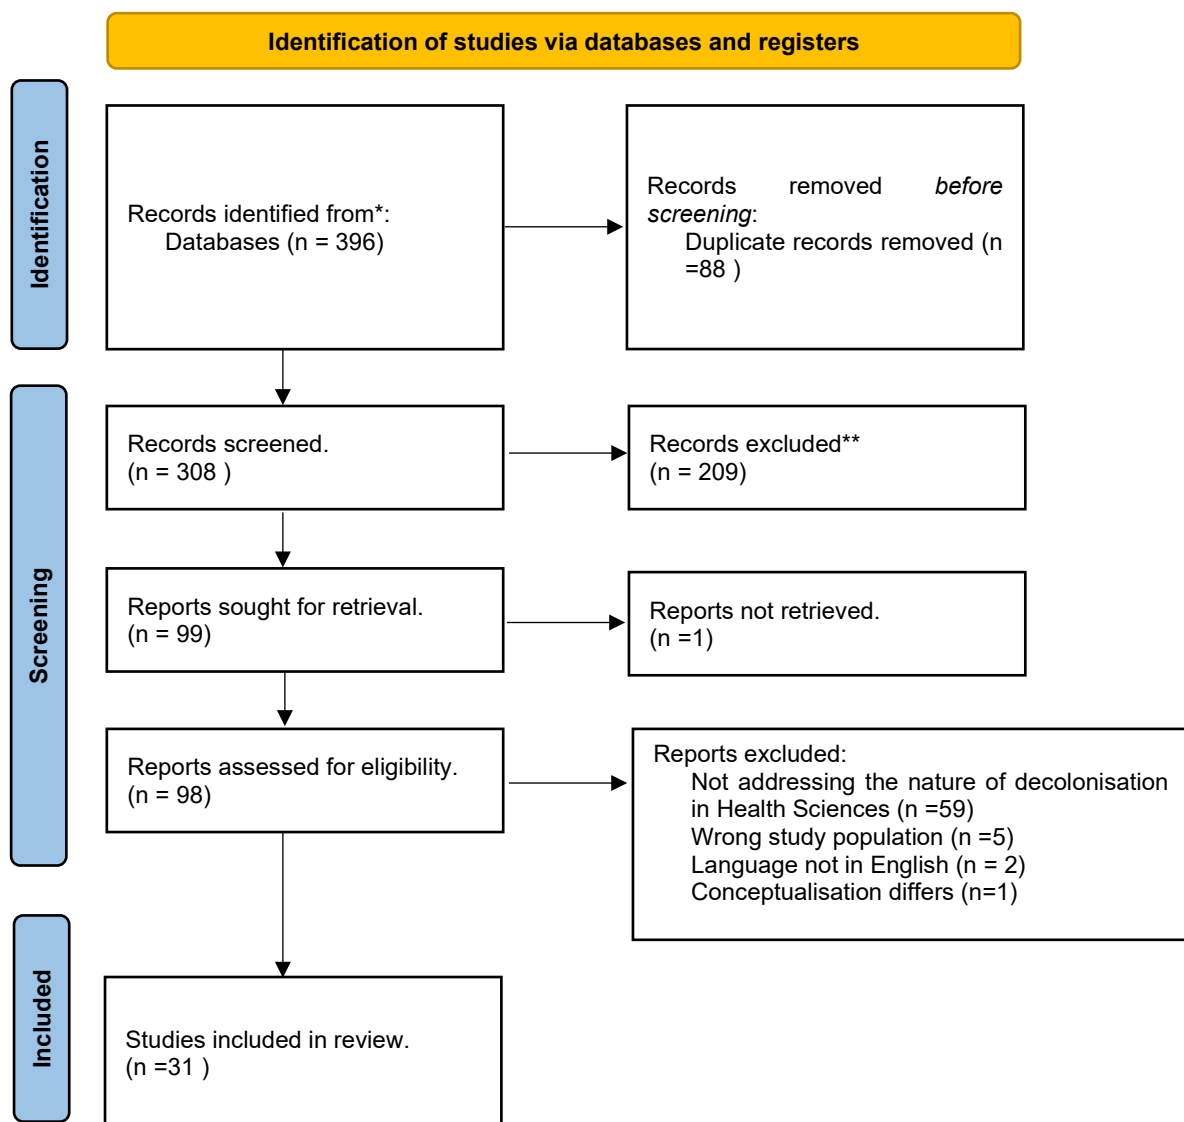 Identification of studies via databases and registers
Identification
Records identified from*:
Databases (n = 396)
Records removed before
screening:
Duplicate records removed (n
=88 )
Screening
Records screened.
(n = 308 )
Records excluded**
(n = 209)
Reports sought for retrieval.
(n = 99)
Reports not retrieved.
(n =1)
Reports assessed for eligibility.
(n = 98)
Reports excluded:
Not addressing the nature of decolonisation
in Health Sciences (n =59)
Wrong study population (n =5)
Language not in English (n = 2)
Conceptualisation differs (n=1)
Included
Studies included in review.
(n =31 )